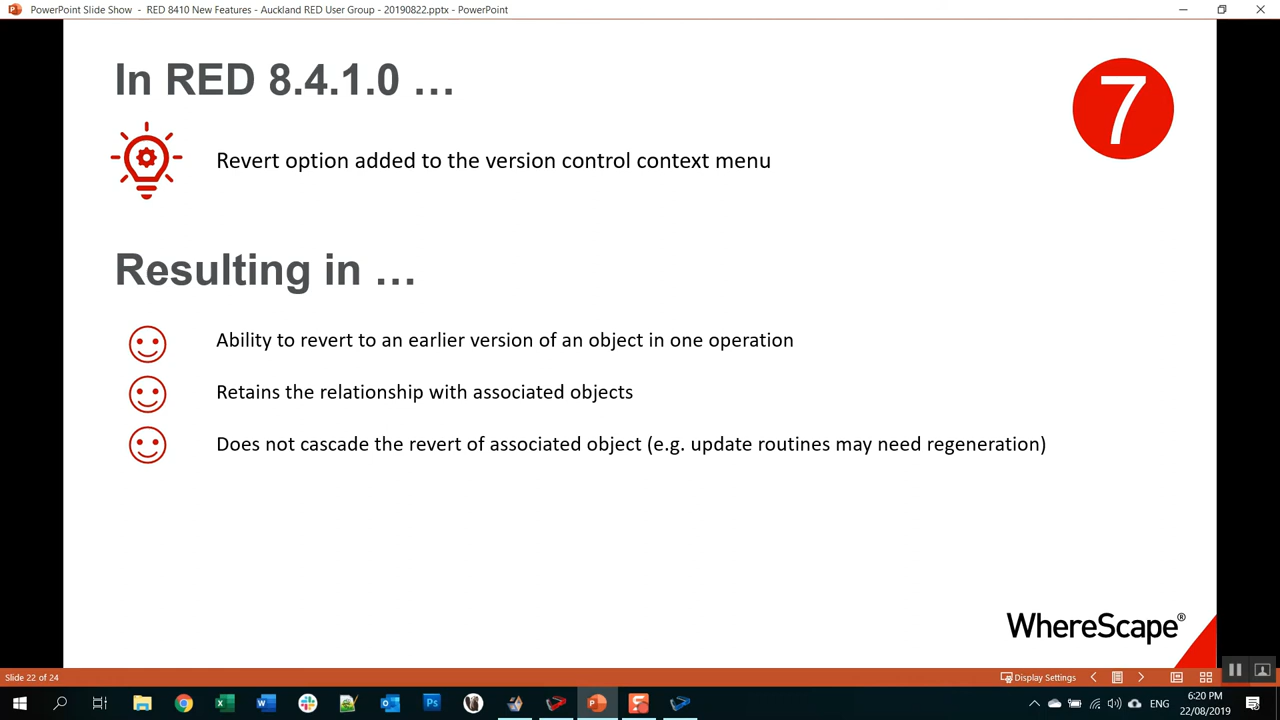 PowerPoint Slide Show - RED 8410 New Features - Auckland RED User Group - 20190822.pptx - PowerPoint
In RED 8.4.1.0 …
7
Revert option added to the version control context menu
Resulting in …
Ability to revert to an earlier version of an object in one operation
Retains the relationship with associated objects
Does not cascade the revert of associated object (e.g. update routines may need regeneration)
WhereScape®
Slide 22 of 24
Display Settings
6:20 PM
ENG
22/08/2019